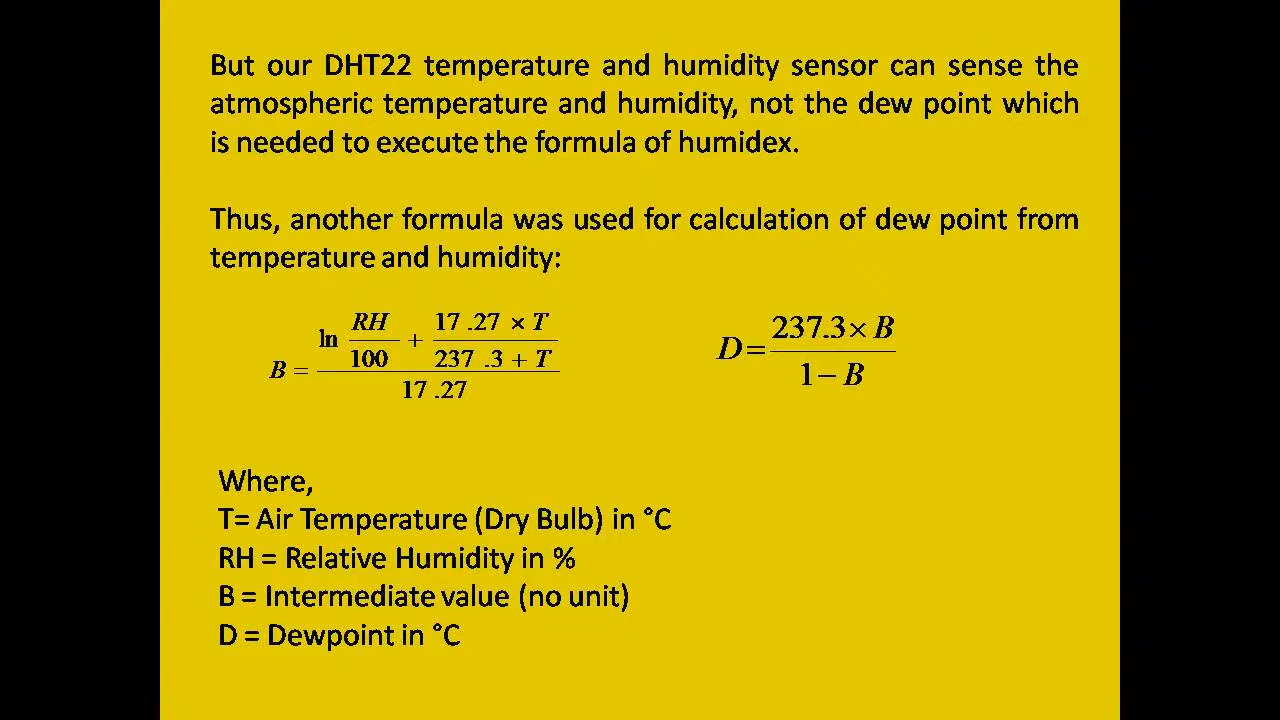 But our DHT22 temperature and humidity sensor can sense the
atmospheric temperature and humidity, not the dew point which
is needed to execute the formula of humidex.
Thus, another formula was used for calculation of dew point from
temperature and humidity:
B = (ln RH/100 + 17 .27 × T/237 .3 + T)/17 .27
D = 237.3 × B/1 − B
Where,
T= Air Temperature (Dry Bulb) in °C
RH = Relative Humidity in %
B = Intermediate value (no unit)
D = Dewpoint in °C